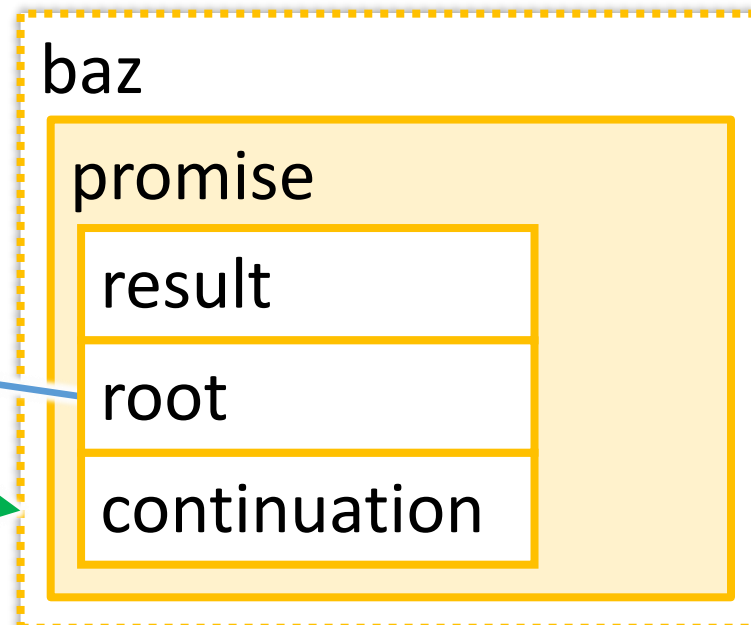 baz
promise
result
root
continuation